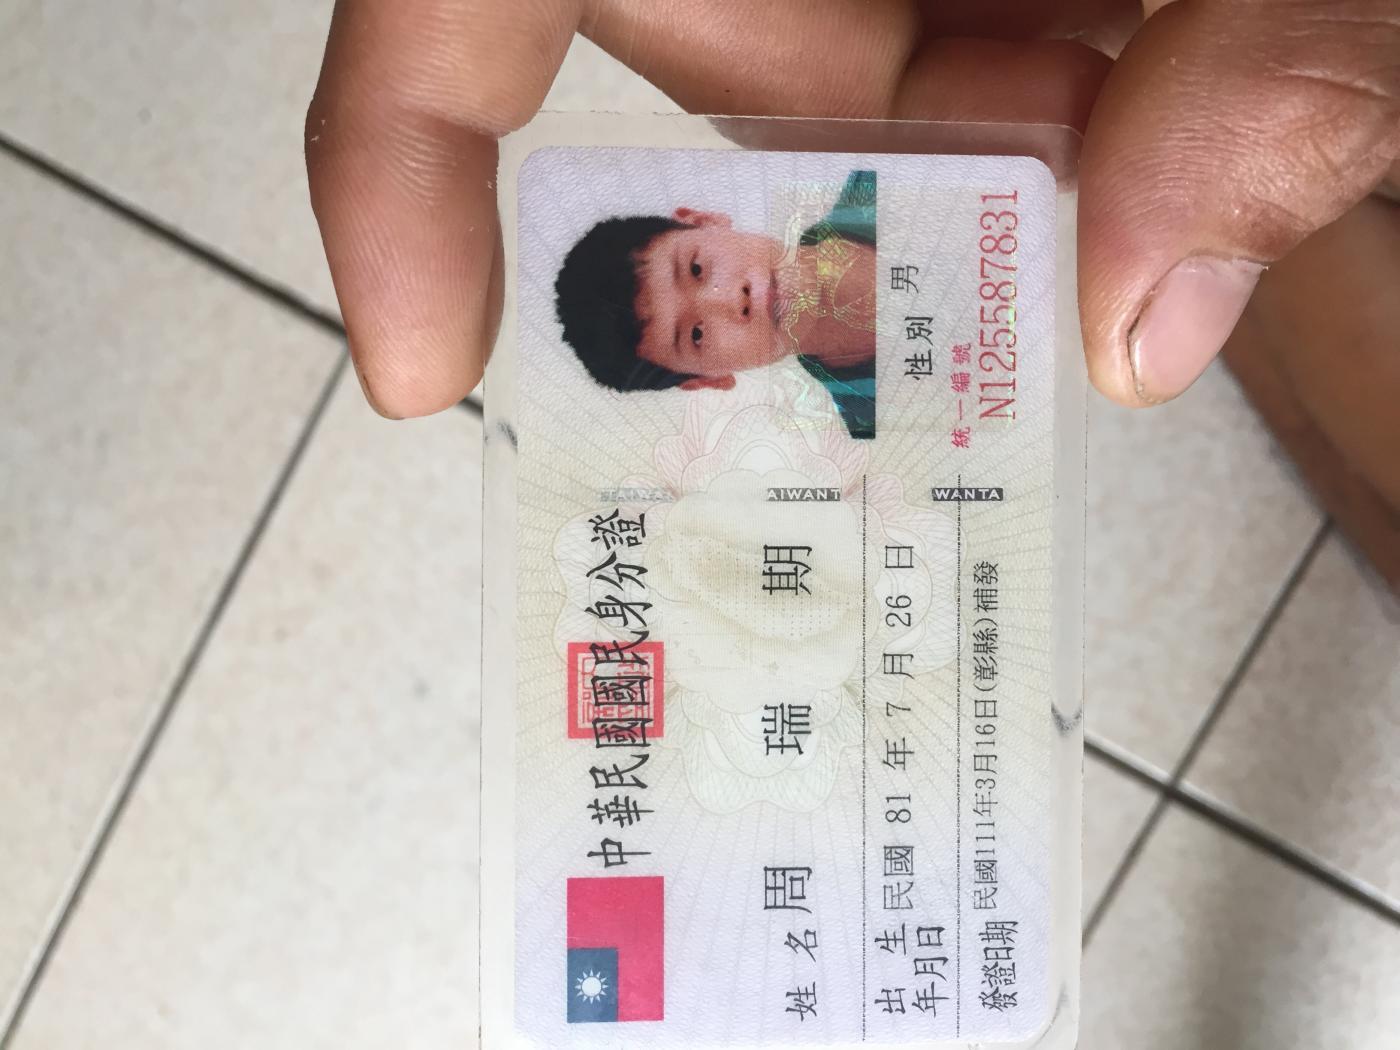 中華民國國民身分證
姓名 周瑞期
出生年月日 民國 81 年 7 月 26 日
發證日期 民國111年3月16日(彰縣)補發
性別 男
統一編號
N125587831
AIWANT
WANTA